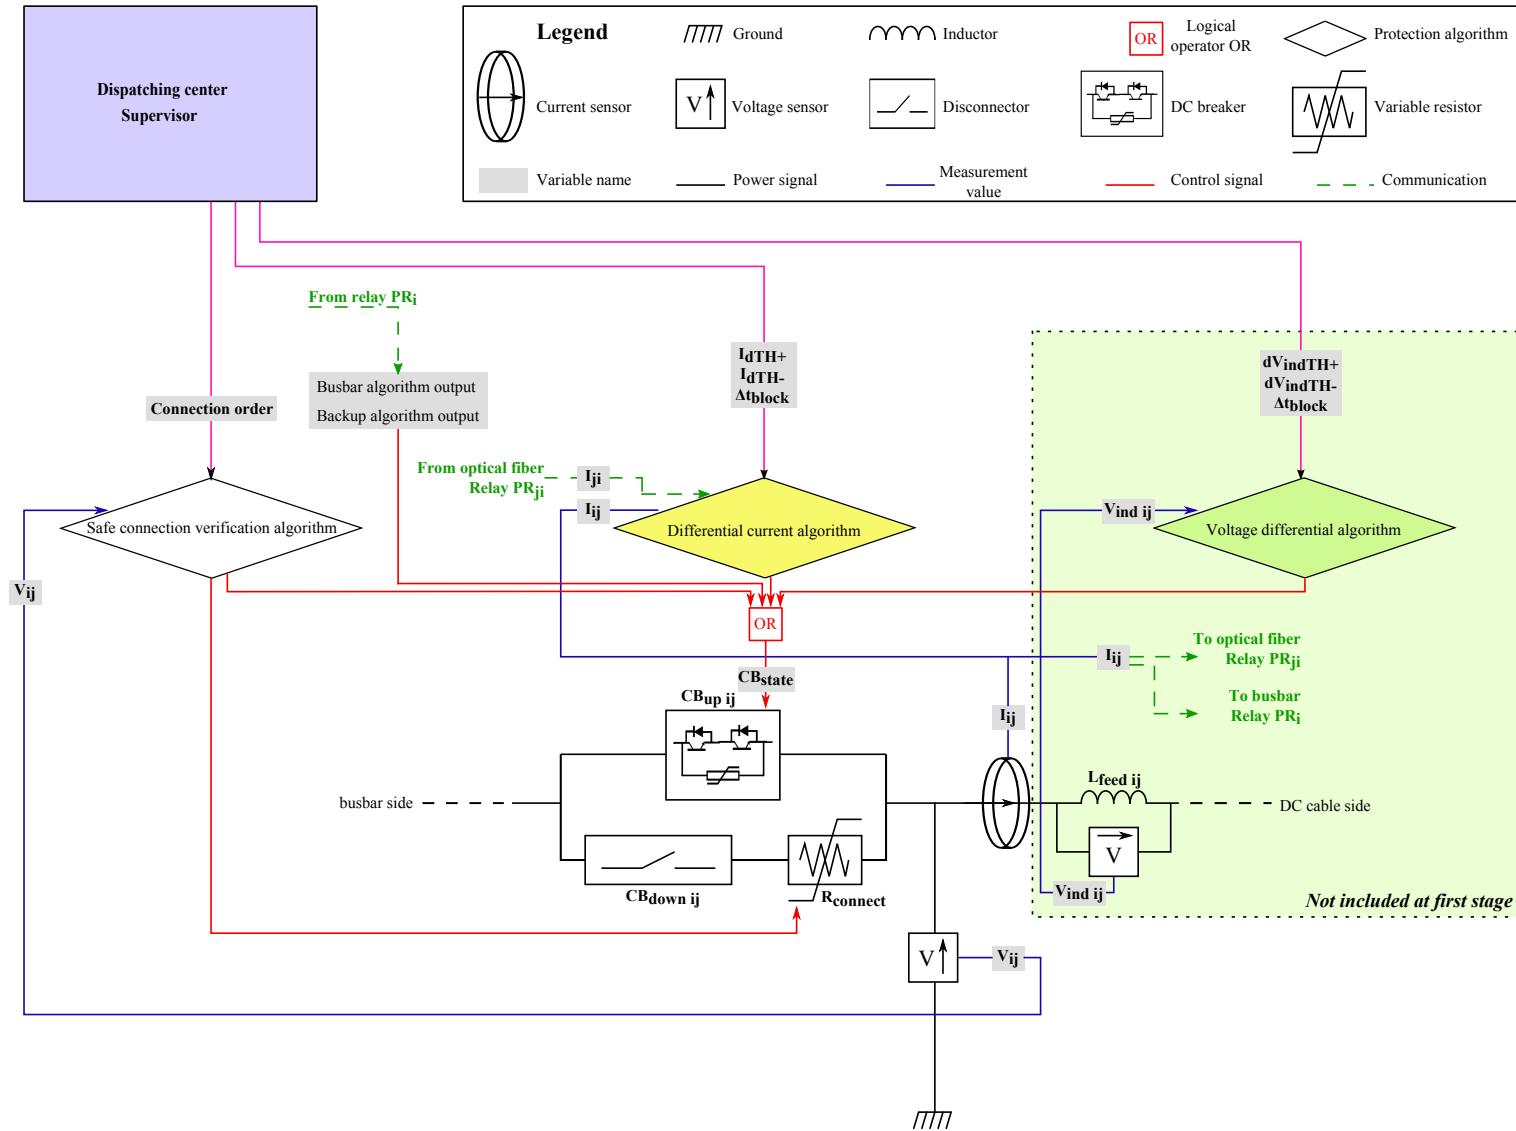 Dispatching center
Supervisor
Legend
Ground
Inductor
OR
Logical
operator OR
Protection algorithm
Current sensor
V
Voltage sensor
Disconnector
DC breaker
Variable resistor
Variable name
Power signal
Measurement
value
Control signal
Communication
From relay PRi
Busbar algorithm output
Backup algorithm output
Connection order
IdTH+
IdTH-
Δtblock
dVindTH+
dVindTH-
Δtblock
From optical fiber
Relay PRji
Iji
Iij
Vind ij
Safe connection verification algorithm
Differential current algorithm
Voltage differential algorithm
Vij
OR
CBstate
Iij
To optical fiber
Relay PRji
To busbar
Relay PRi
CBup ij
Iij
Lfeed ij
busbar side
DC cable side
V
CBdown ij
Rconnect
Vind ij
Not included at first stage
V
Vij